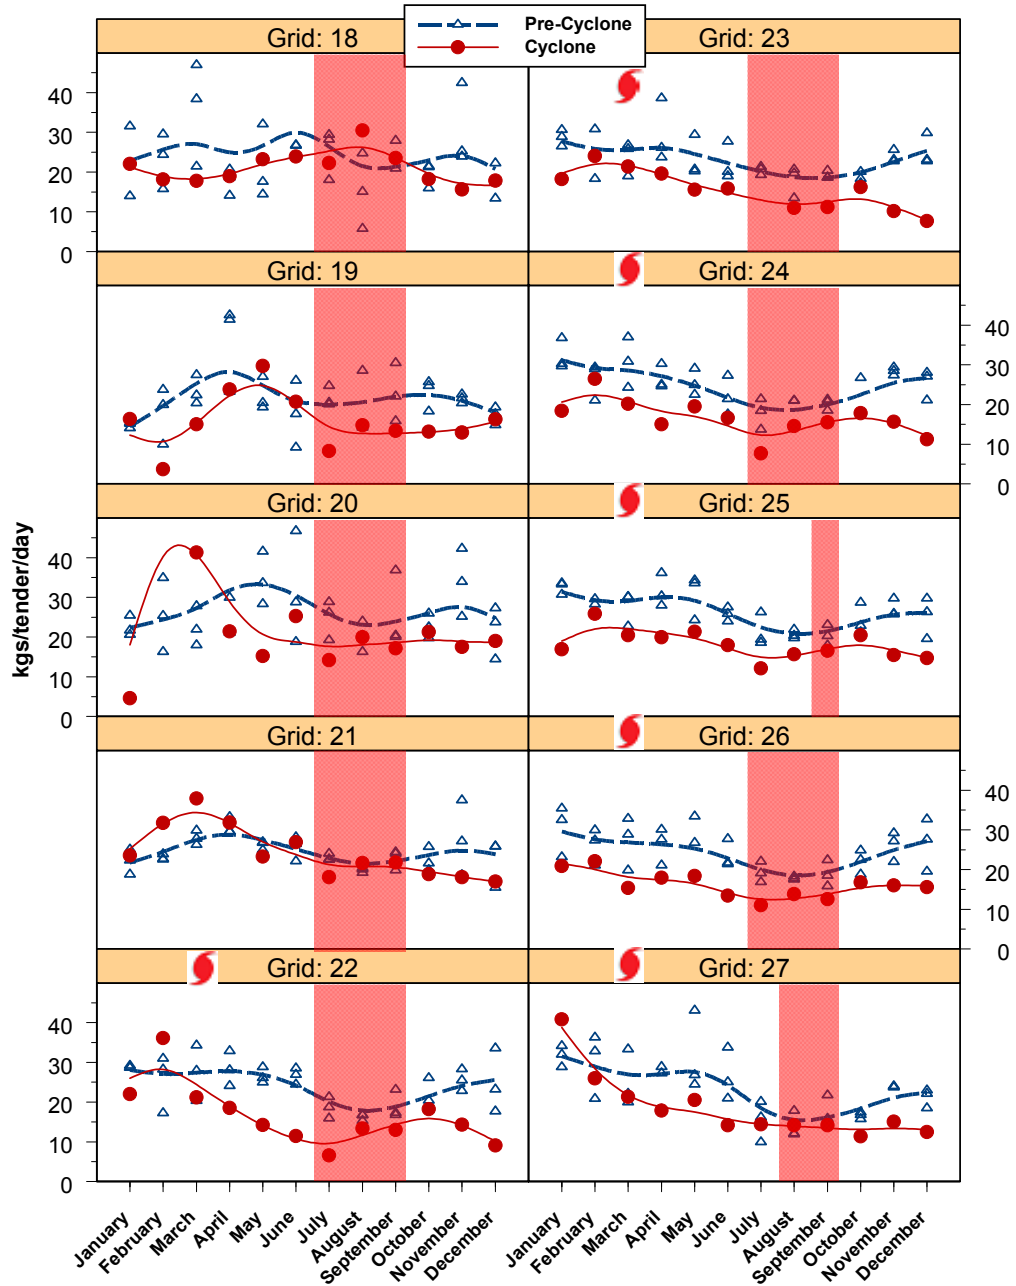 Pre-Cyclone
Cyclone
Grid: 18
Grid: 23
40
30
20
10
0
Grid: 19
Grid: 24
40
30
20
10
0
Grid: 20
Grid: 25
40
30
20
10
0
kgs/tender/day
Grid: 21
Grid: 26
40
30
20
10
0
Grid: 22
Grid: 27
40
30
20
10
0
January
February
March
April
May
June
July
August
September
October
November
December
January
February
March
April
May
June
July
August
September
October
November
December